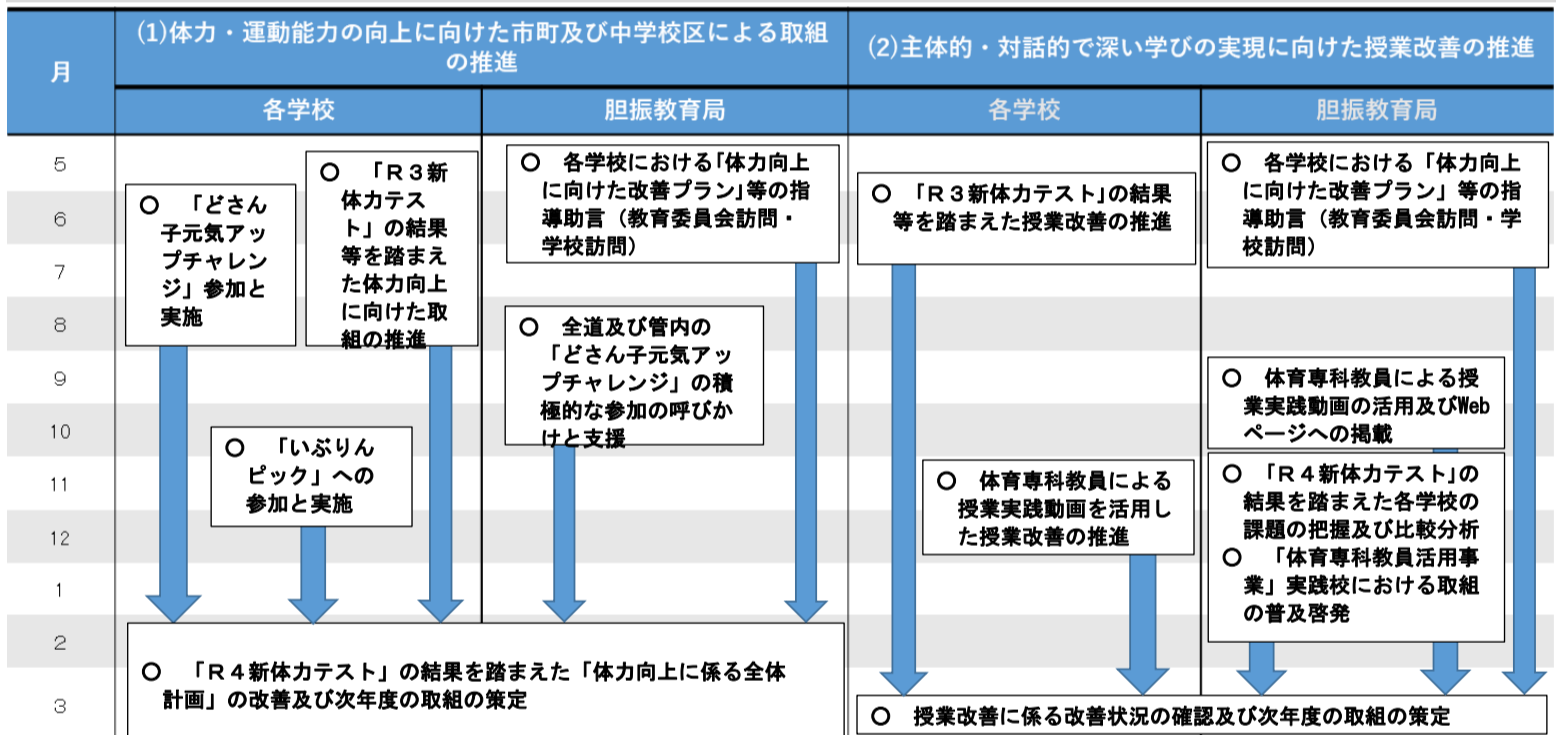 月
(1)体力・運動能力の向上に向けた市町及び中学校区による取組
の推進
(2)主体的・対話的で深い学びの実現に向けた授業改善の推進
各学校
胆振教育局
各学校
胆振教育局
5
6
7
8
9
10
11
12
1
2
3
○ 「どさん
子元気アッ
プチャレン
ジ」参加と
実施
○ 「R3新
体力テス
ト」の結果
等を踏まえ
た体力向上
に向けた取
組の推進
○ 「いぶりん
ピック」への
参加と実施
○ 各学校における｢体力向上
に向けた改善プラン｣等の指
導助言（教育委員会訪問・
学校訪問）
○ 全道及び管内の
「どさん子元気アッ
プチャレンジ」の積
極的な参加の呼びか
けと支援
○ 「R4新体力テスト」の結果を踏まえた「体力向上に係る全体
計画」の改善及び次年度の取組の策定
○ 「R3新体力テスト｣の結果
等を踏まえた授業改善の推進
○ 体育専科教員による
授業実践動画を活用し
た授業改善の推進
○ 各学校における「体力向上
に向けた改善プラン」等の指
導助言（教育委員会訪問・学
校訪問）
○ 体育専科教員による授
業実践動画の活用及びWeb
ページへの掲載
○ 「R4新体力テスト｣の
結果を踏まえた各学校の
課題の把握及び比較分析
○ 「体育専科教員活用事
業」実践校における取組
の普及啓発
○ 授業改善に係る改善状況の確認及び次年度の取組の策定